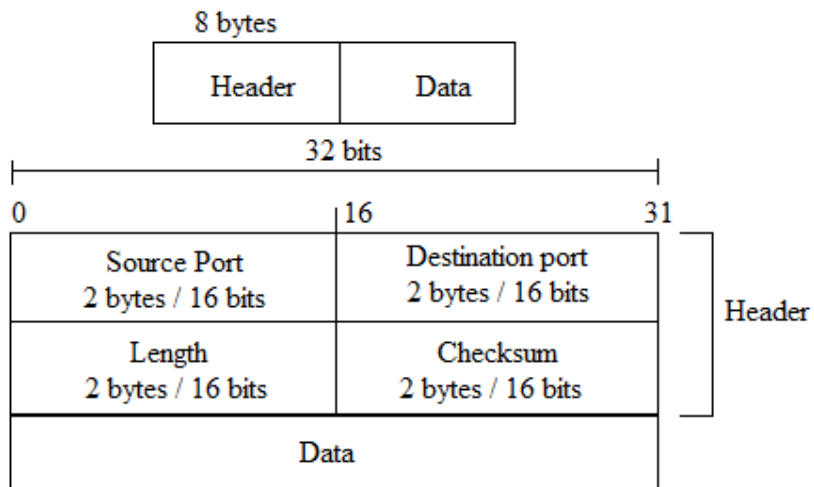 8 bytes
Header Data
32 bits
0 16 31
Source Port Destination port
2 bytes / 16 bits 2 bytes / 16 bits
Header
Length Checksum
2 bytes / 16 bits 2 bytes / 16 bits
Data